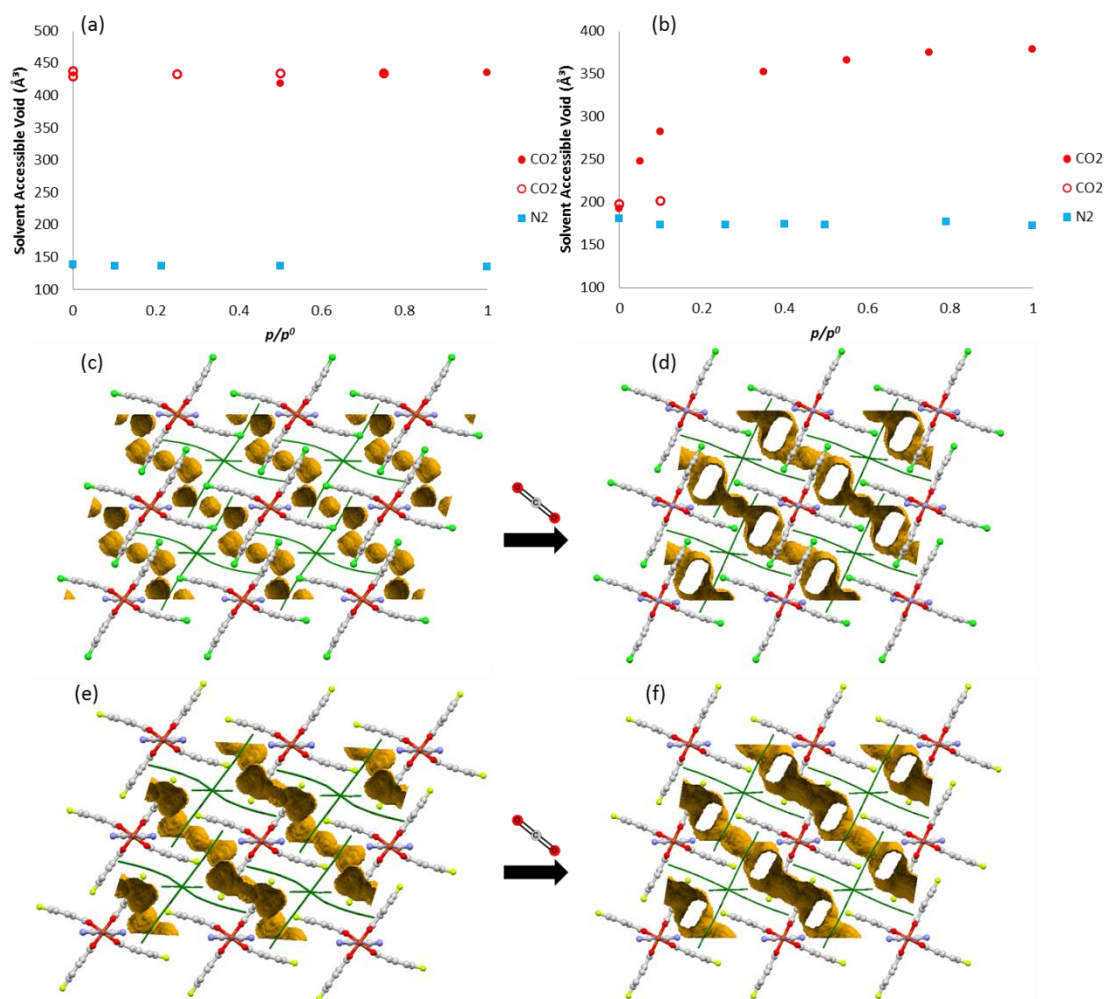 (a)
Solvent Accessible Void (Å³)
500
450
400
350
300
250
200
150
100
0
0.2
0.4
0.6
0.8
1
p/p⁰
CO2
CO2
N2
(b)
Solvent Accessible Void (Å³)
400
350
300
250
200
150
100
0
0.2
0.4
0.6
0.8
1
p/p⁰
CO2
CO2
N2
(c)
O
C
O
(d)
(e)
O
C
O
(f)